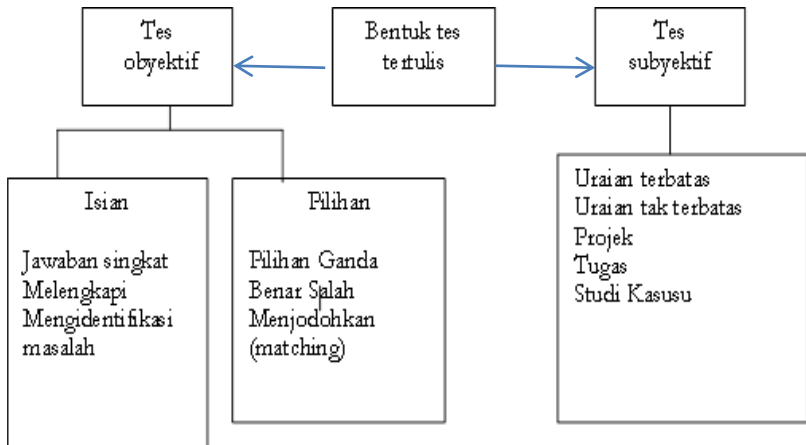 Tes
obyektif
Bentuk tes
tertulis
Tes
subyektif
Isian
Jawaban singkat
Melengkapi
Mengidentifikasi
masalah
Pilihan
Pilihan Ganda
Benar Salah
Menjodohkan
(matching)
Uraian terbatas
Uraian tak terbatas
Projek
Tugas
Studi Kasusu